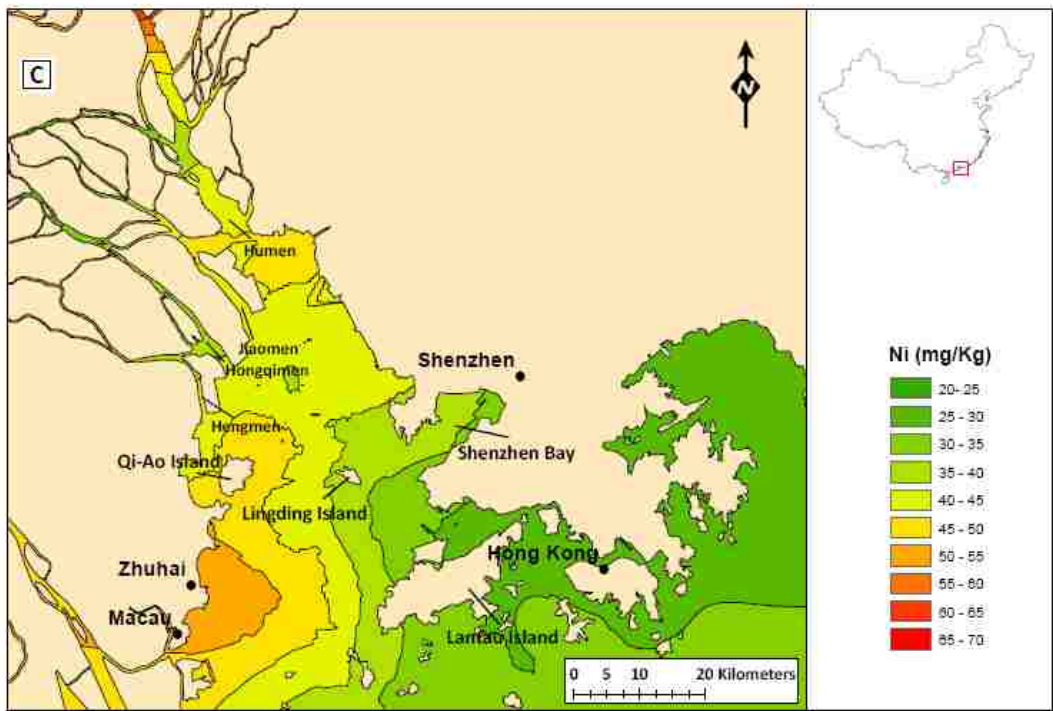 C
N
Humen
Jiaomen
Hongqimen
Shenzhen
Hengmen
Shenzhen Bay
Qi-Ao Island
Lingding Island
Hong Kong
Zhuhai
Macau
Lantau Island
0 5 10 20 Kilometers
Ni (mg/Kg)
20 - 25
25 - 30
30 - 35
35 - 40
40 - 45
45 - 50
50 - 55
55 - 60
60 - 65
65 - 70